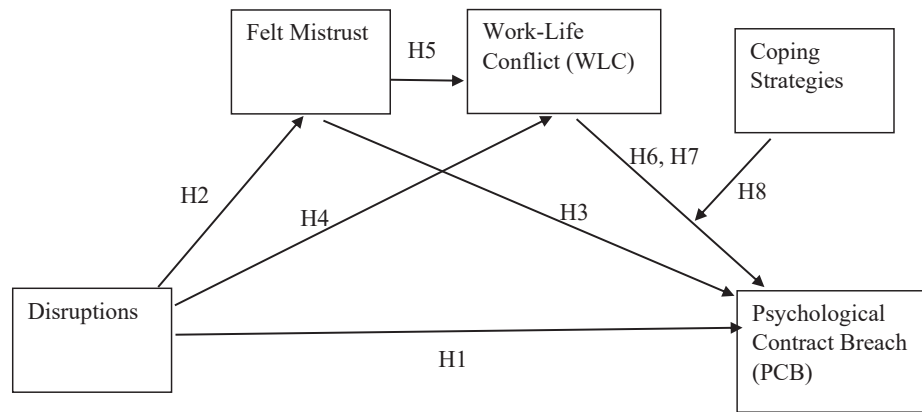 Felt Mistrust
H5
Work-Life
Conflict (WLC)
Coping
Strategies
H6, H7
H8
H2
H4
H3
Disruptions
H1
Psychological
Contract Breach
(PCB)